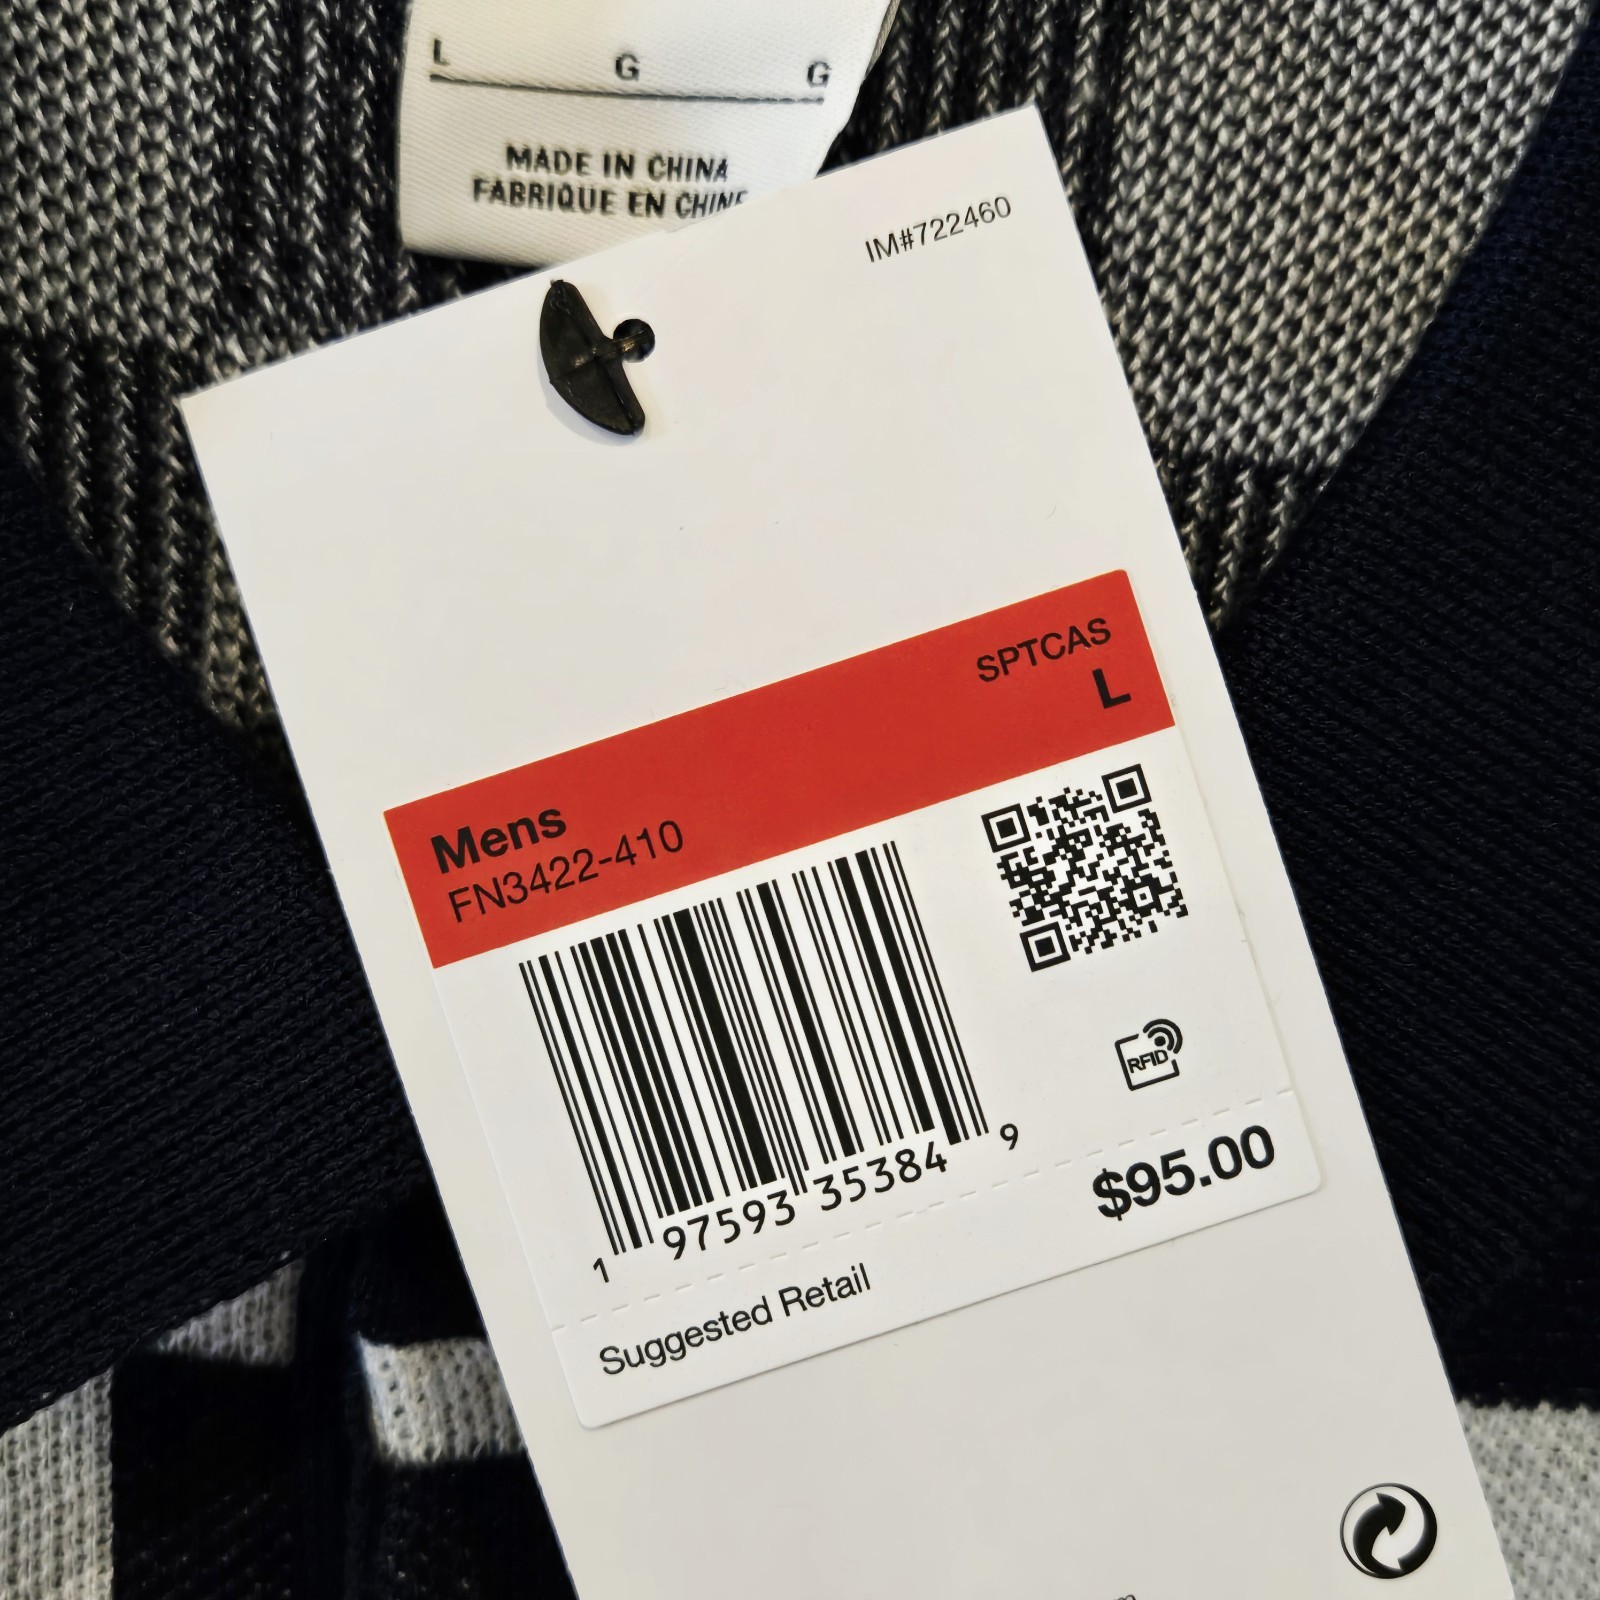 L G G
MADE IN CHINA
FABRIQUE EN CHINE
IM#722460
SPTCAS
L
Mens
FN3422-410
RFID
1 97593 35384 9
$95.00
Suggested Retail